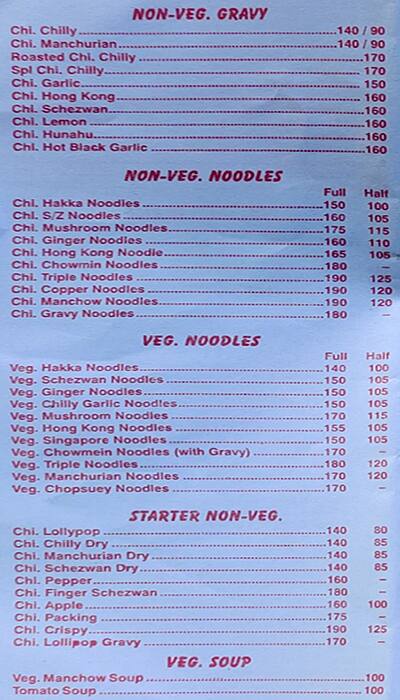 NON-VEG. GRAVY
Chi. Chilly 140 / 90
Chi. Manchurian 140 / 90
Roasted Chi. Chilly 170
Spl Chi. Chilly 170
Chi. Garlic 150
Chi. Hong Kong 160
Chi. Schezwan 160
Chi. Lemon 160
Chi. Hunahu 160
Chi. Hot Black Garlic 160
NON-VEG. NOODLES
Full Half
Chi. Hakka Noodles 150 100
Chi. S/Z Noodles 160 105
Chi. Mushroom Noodles 175 115
Chi. Ginger Noodles 160 110
Chi. Hong Kong Noodle 165 105
Chi. Chowmin Noodles 180 –
Chi. Triple Noodles 190 125
Chi. Copper Noodles 190 120
Chi. Manchow Noodles 190 120
Chi. Gravy Noodles 180 –
VEG. NOODLES
Full Half
Veg. Hakka Noodles 140 100
Veg. Schezwan Noodles 150 105
Veg. Ginger Noodles 150 105
Veg. Chilly Garlic Noodles 150 105
Veg. Mushroom Noodles 170 115
Veg. Hong Kong Noodles 155 105
Veg. Singapore Noodles 150 105
Veg. Chowmein Noodles (with Gravy) 170 –
Veg. Triple Noodles 180 120
Veg. Manchurian Noodles 170 120
Veg. Chopsuey Noodles 170 –
STARTER NON-VEG.
Chi. Lollypop 140 80
Chi. Chilly Dry 140 85
Chi. Manchurian Dry 140 85
Chi. Schezwan Dry 140 85
Chi. Pepper 160 –
Chi. Finger Schezwan 180 –
Chi. Apple 160 100
Chi. Packing 175 –
Chi. Crispy 190 125
Chi. Lollipop Gravy 170 –
VEG. SOUP
Veg. Manchow Soup 100
Tomato Soup 100